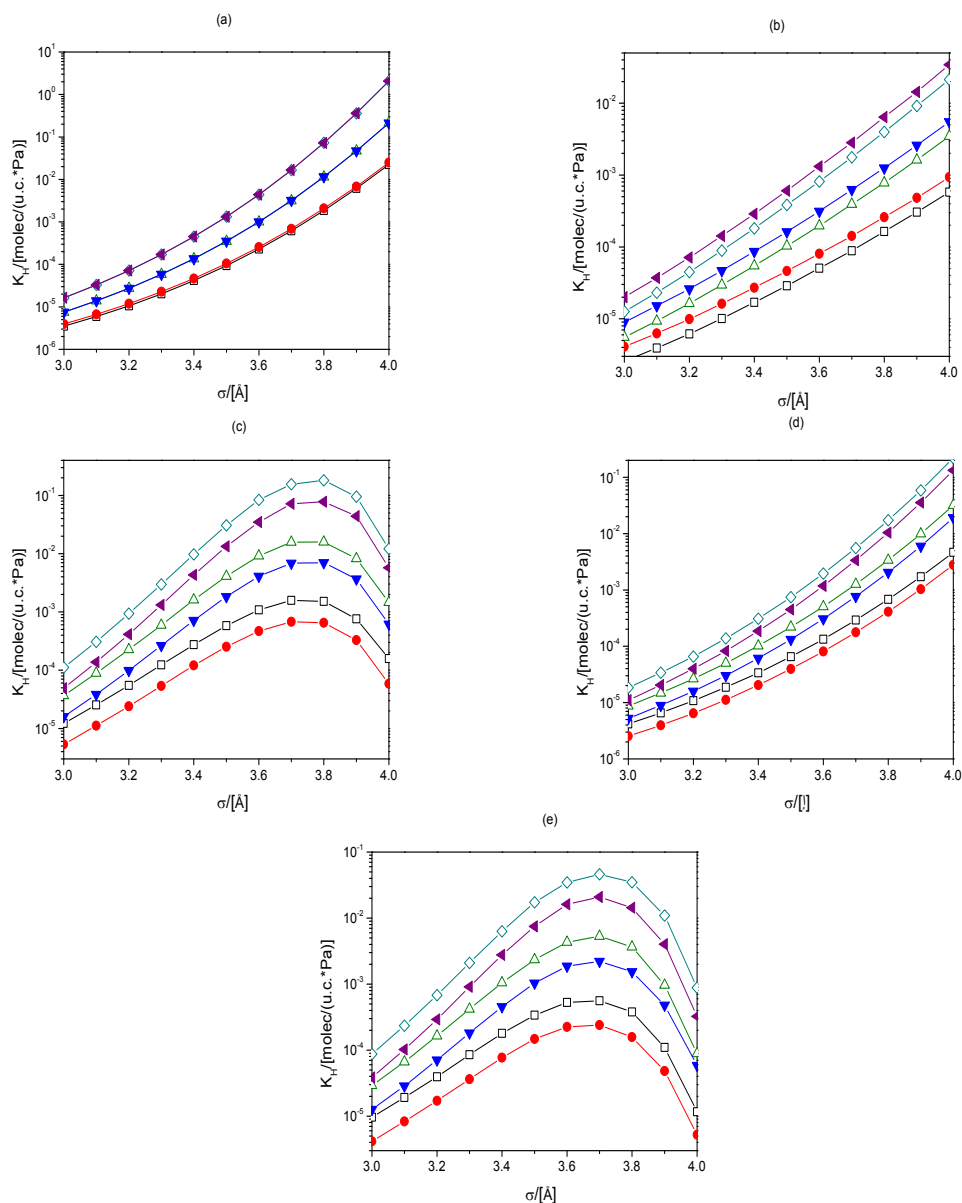 (a)
K_H/[molec/(u.c.*Pa)]
10^1
10^0
10^-1
10^-2
10^-3
10^-4
10^-5
10^-6
3.0 3.2 3.4 3.6 3.8 4.0
σ/[Å]
(b)
K_H/[molec/(u.c.*Pa)]
10^-2
10^-3
10^-4
10^-5
3.0 3.2 3.4 3.6 3.8 4.0
σ/[Å]
(c)
K_H/[molec/(u.c.*Pa)]
10^-1
10^-2
10^-3
10^-4
10^-5
3.0 3.2 3.4 3.6 3.8 4.0
σ/[Å]
(d)
K_H/[molec/(u.c.*Pa)]
10^-1
10^-2
10^-3
10^-4
10^-5
10^-6
3.0 3.2 3.4 3.6 3.8 4.0
σ/[!]
(e)
K_H/[molec/(u.c.*Pa)]
10^-1
10^-2
10^-3
10^-4
10^-5
3.0 3.2 3.4 3.6 3.8 4.0
σ/[Å]